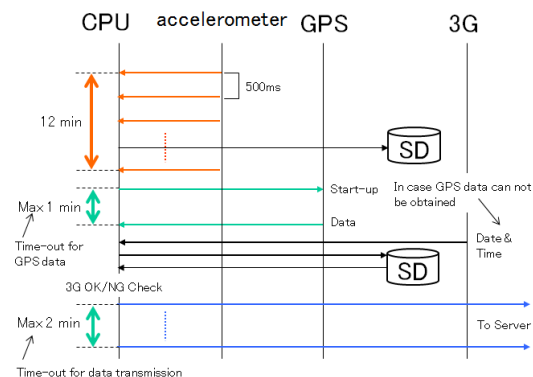 CPU accelerometer GPS 3G
500ms
12 min
SD
Start-up
In case GPS data can not
be obtained
Max 1 min
Data
Time-out for
GPS data
Date &
Time
SD
3G OK/NG Check
Max 2 min
To Server
Time-out for data transmission